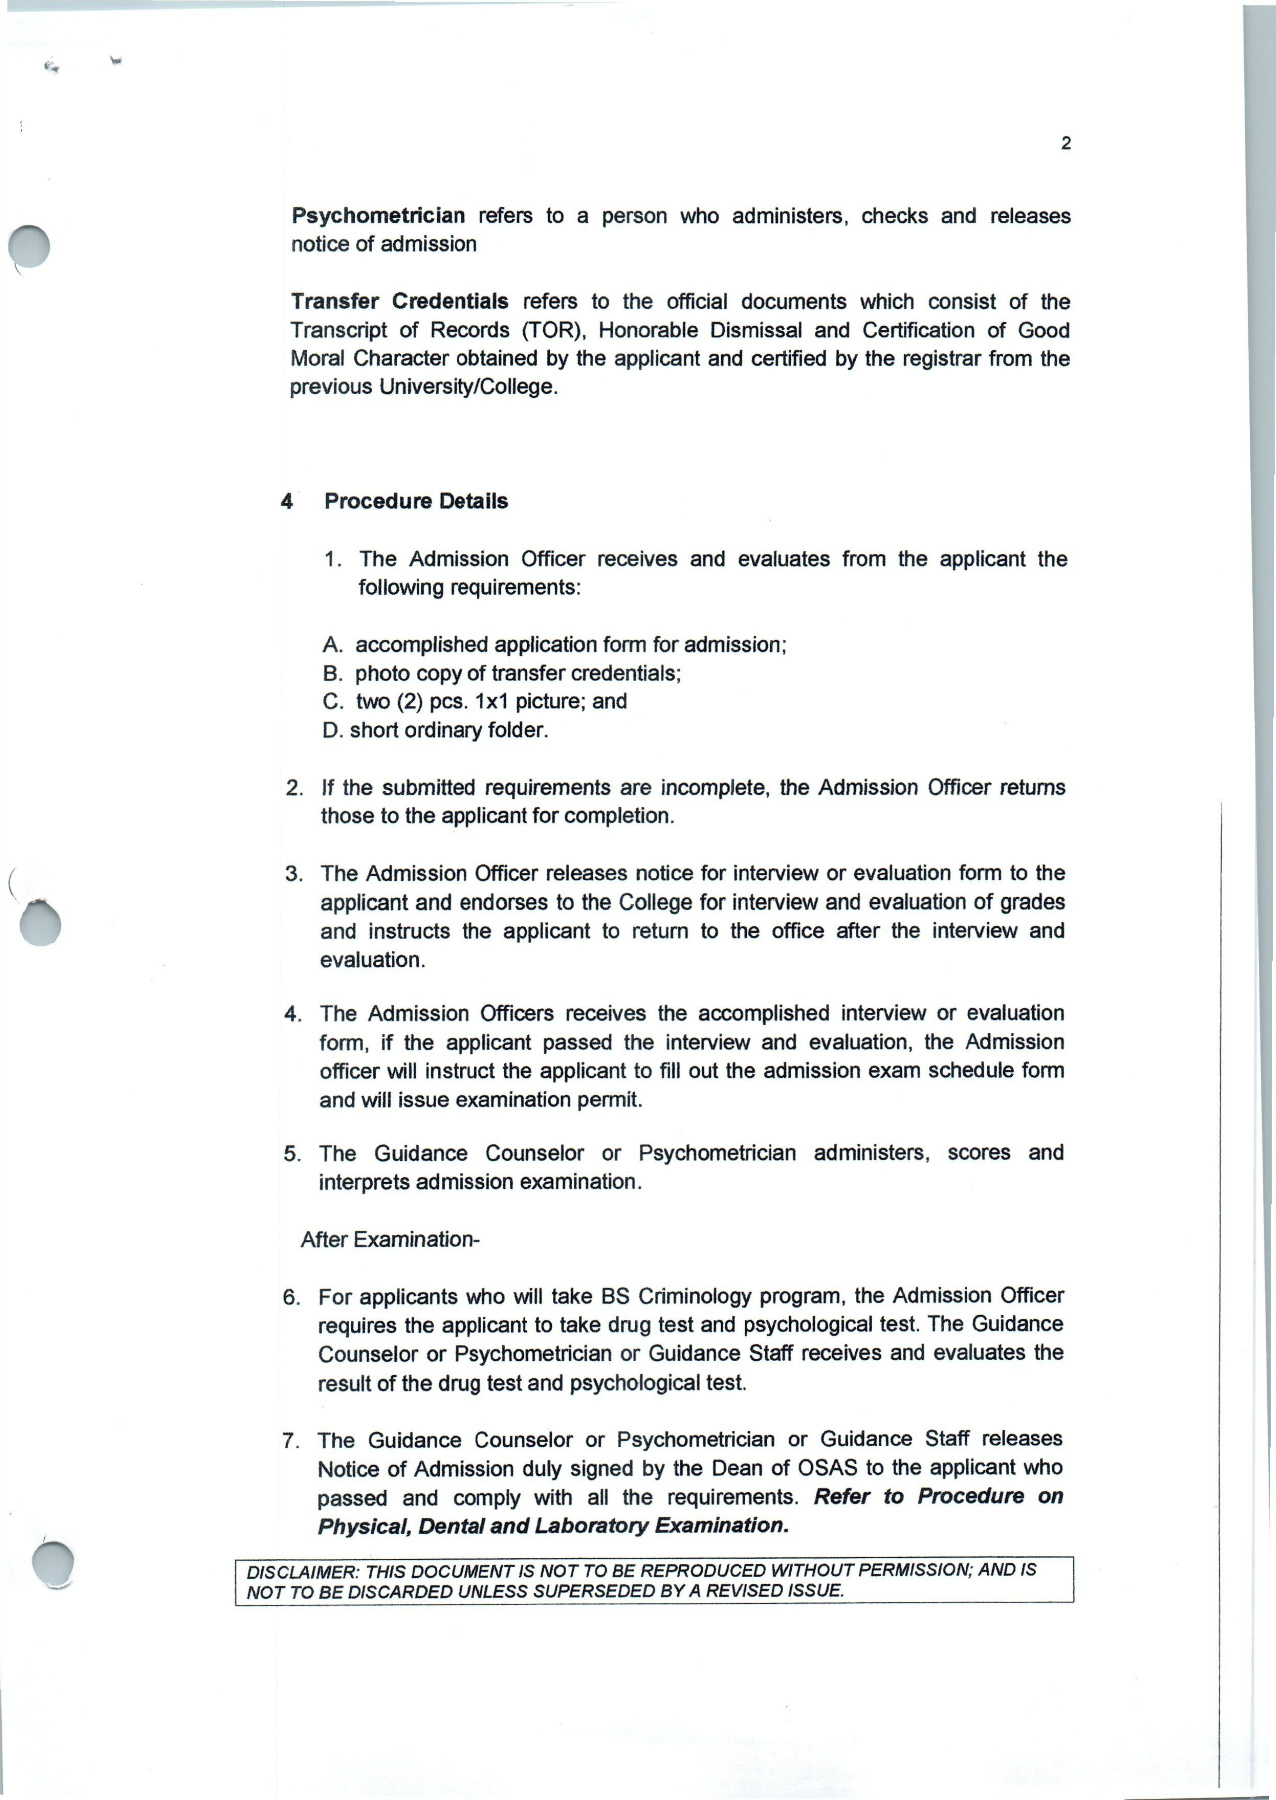 2
Psychometrician refers to a person who administers, checks and releases
notice of admission
Transfer Credentials refers to the official documents which consist of the
Transcript of Records (TOR), Honorable Dismissal and Certification of Good
Moral Character obtained by the applicant and certified by the registrar from the
previous University/College.
4 Procedure Details
1. The Admission Officer receives and evaluates from the applicant the
following requirements:
A. accomplished application form for admission;
B. photo copy of transfer credentials;
C. two (2) pcs. 1x1 picture; and
D. short ordinary folder.
2. If the submitted requirements are incomplete, the Admission Officer returns
those to the applicant for completion.
3. The Admission Officer releases notice for interview or evaluation form to the
applicant and endorses to the College for interview and evaluation of grades
and instructs the applicant to return to the office after the interview and
evaluation.
4. The Admission Officers receives the accomplished interview or evaluation
form, if the applicant passed the interview and evaluation, the Admission
officer will instruct the applicant to fill out the admission exam schedule form
and will issue examination permit.
5. The Guidance Counselor or Psychometrician administers, scores and
interprets admission examination.
After Examination-
6. For applicants who will take BS Criminology program, the Admission Officer
requires the applicant to take drug test and psychological test. The Guidance
Counselor or Psychometrician or Guidance Staff receives and evaluates the
result of the drug test and psychological test.
7. The Guidance Counselor or Psychometrician or Guidance Staff releases
Notice of Admission duly signed by the Dean of OSAS to the applicant who
passed and comply with all the requirements. Refer to Procedure on
Physical, Dental and Laboratory Examination.
DISCLAIMER: THIS DOCUMENT IS NOT TO BE REPRODUCED WITHOUT PERMISSION; AND IS
NOT TO BE DISCARDED UNLESS SUPERSEDED BY A REVISED ISSUE.